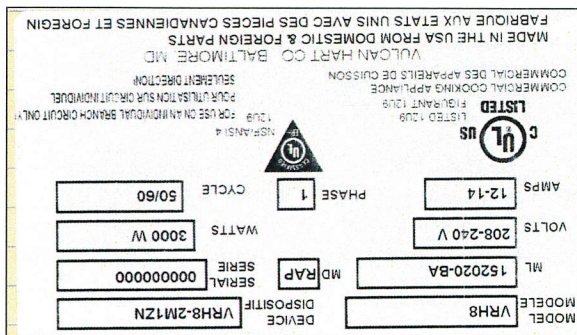 MODEL
MODELE
VRH8
DEVICE
DISPOSITIF
VRH8-2M1ZN
ML
152020-BA
MD
RAP
SERIAL
SERIE
00000000000
VOLTS
208-240 V
WATTS
3000 W
AMPS
12-14
PHASE
1
CYCLE
50/60
C UL US
LISTED
LISTED 12U9
FIGURANT 12U9
COMMERCIAL COOKING APPLIANCE
COMMERCIAL DES APPAREILS DE CUISSON
NSF/ANSI 4
12U9
FOR USE ON AN INDIVIDUAL BRANCH CIRCUIT ONLY
POUR UTILISATION SUR CIRCUIT INDIVIDUEL
SEULEMENT DIRECTION
VULCAN HART CO BALTIMORE MD
MADE IN THE USA FROM DOMESTIC & FOREIGN PARTS
FABRIQUE AUX ETATS UNIS AVEC DES PIECES CANADIENNES ET FOREGIN